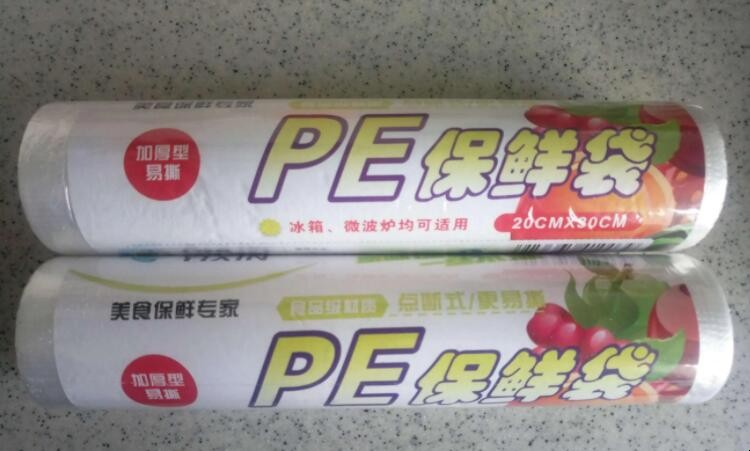 美食保鲜专家
加厚型
易撕
PE保鲜袋
冰箱、微波炉均可适用
20CMX30CM
美食保鲜专家
食品级材质
点断式/更易撕
加厚型
易撕
PE保鲜袋